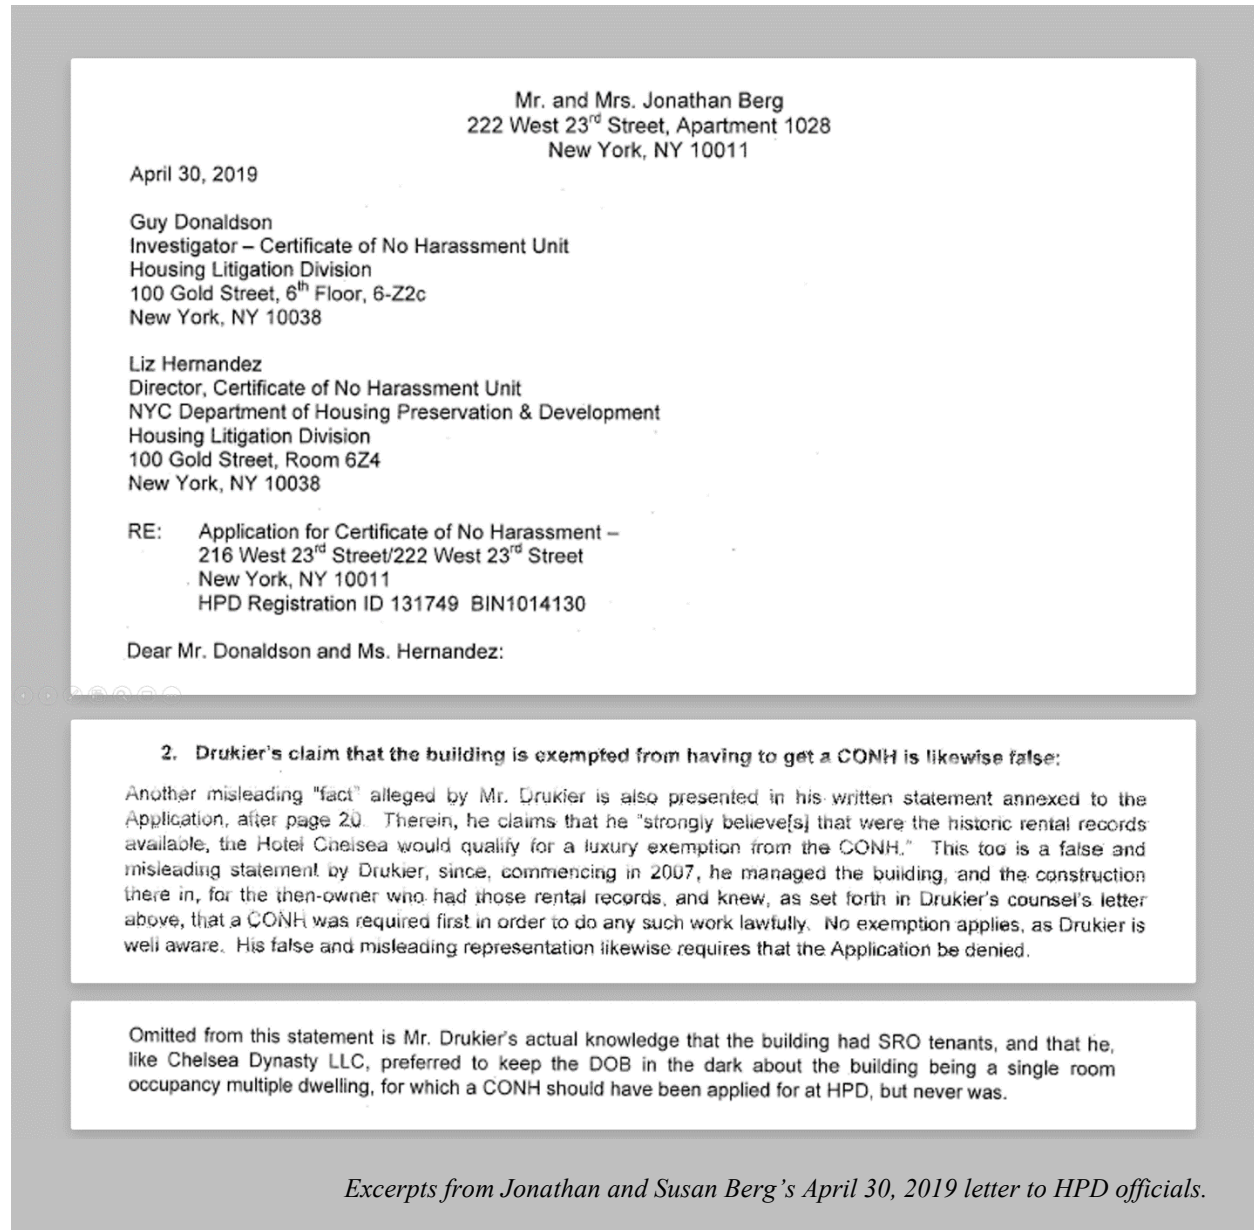 Mr. and Mrs. Jonathan Berg
222 West 23rd Street, Apartment 1028
New York, NY 10011
April 30, 2019
Guy Donaldson
Investigator – Certificate of No Harassment Unit
Housing Litigation Division
100 Gold Street, 6th Floor, 6-Z2c
New York, NY 10038
Liz Hernandez
Director, Certificate of No Harassment Unit
NYC Department of Housing Preservation & Development
Housing Litigation Division
100 Gold Street, Room 6Z4
New York, NY 10038
RE: Application for Certificate of No Harassment –
216 West 23rd Street/222 West 23rd Street
New York, NY 10011
HPD Registration ID 131749 BIN1014130
Dear Mr. Donaldson and Ms. Hernandez:
2. Drukier's claim that the building is exempted from having to get a CONH is likewise false:
Another misleading "fact" alleged by Mr. Drukier is also presented in his written statement annexed to the
Application, after page 20. Therein, he claims that he "strongly believe[s] that were the historic rental records
available, the Hotel Chelsea would qualify for a luxury exemption from the CONH." This too is a false and
misleading statement by Drukier, since, commencing in 2007, he managed the building, and the construction
there in, for the then-owner who had those rental records, and knew, as set forth in Drukier's counsel's letter
above, that a CONH was required first in order to do any such work lawfully. No exemption applies, as Drukier is
well aware. His false and misleading representation likewise requires that the Application be denied.
Omitted from this statement is Mr. Drukier's actual knowledge that the building had SRO tenants, and that he,
like Chelsea Dynasty LLC, preferred to keep the DOB in the dark about the building being a single room
occupancy multiple dwelling, for which a CONH should have been applied for at HPD, but never was.
Excerpts from Jonathan and Susan Berg's April 30, 2019 letter to HPD officials.